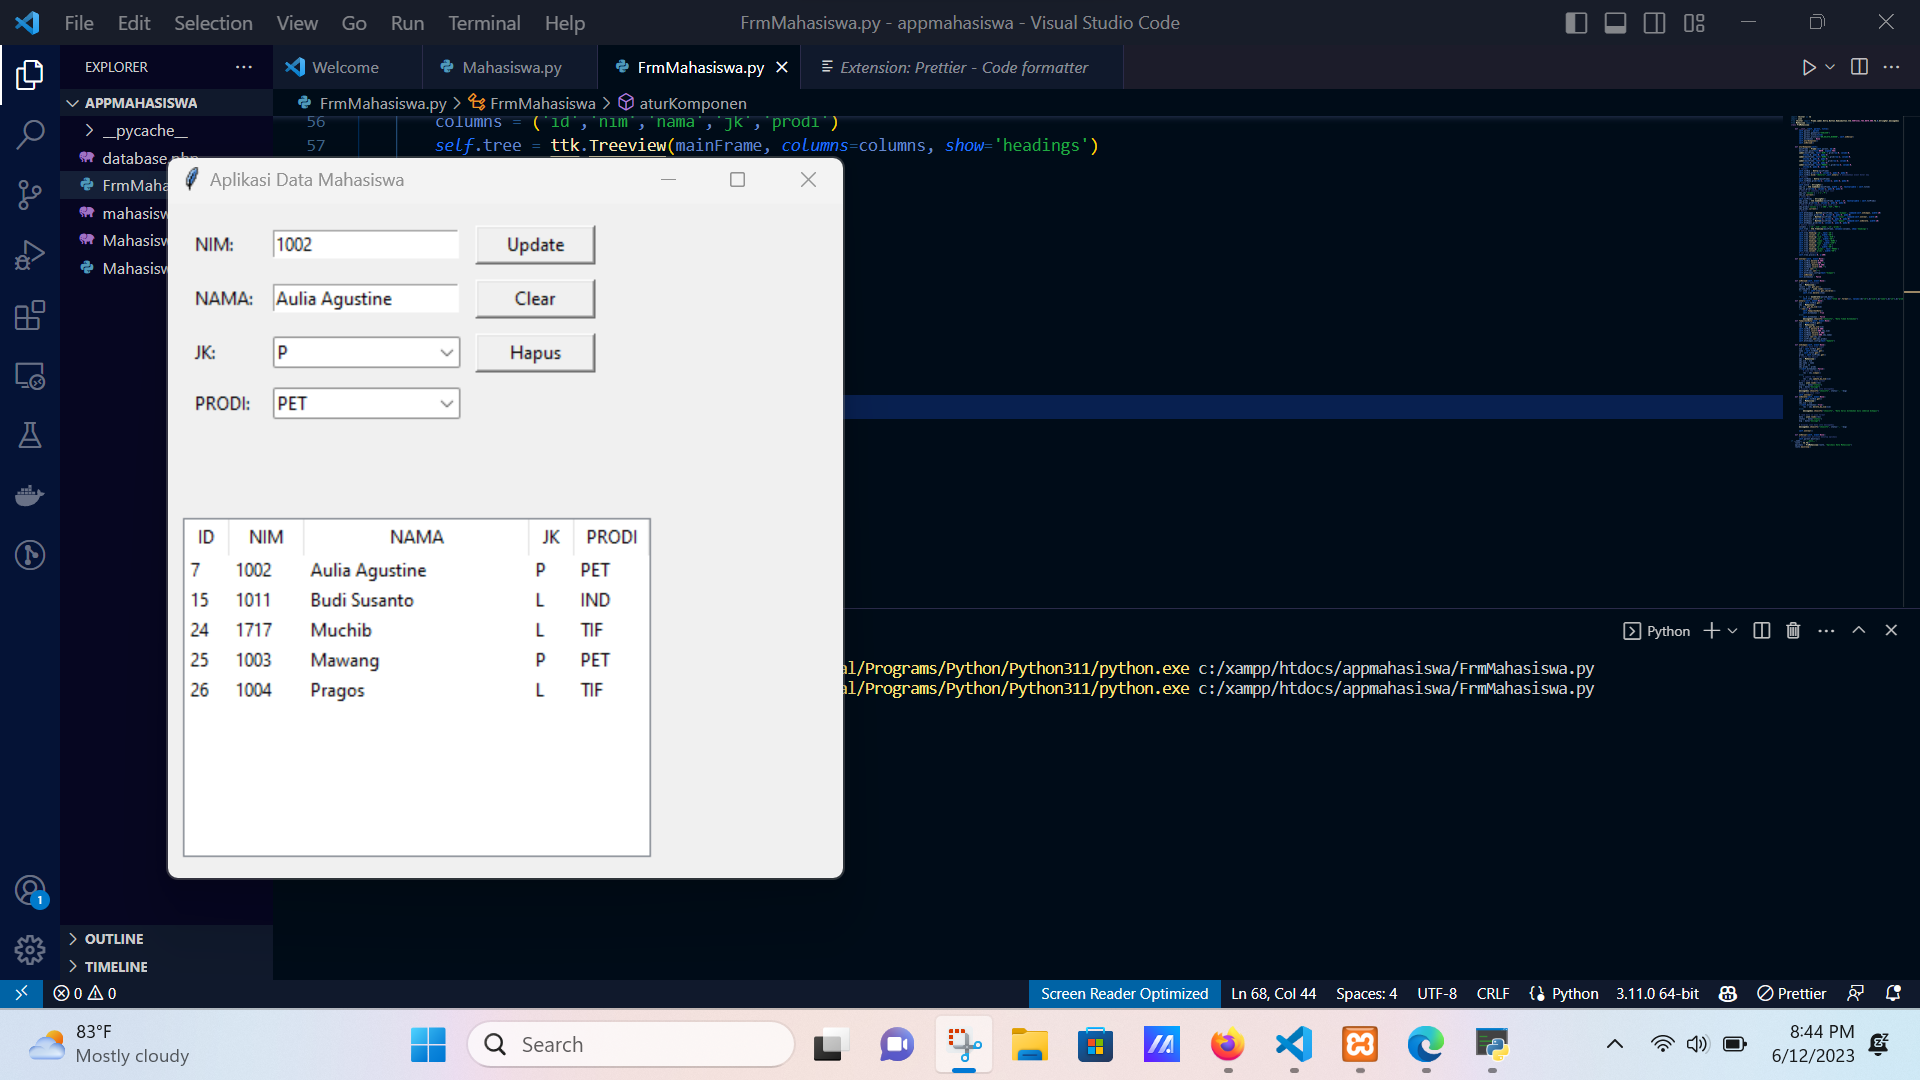 File Edit Selection View Go Run Terminal Help
FrmMahasiswa.py - appmahasiswa - Visual Studio Code
EXPLORER
Welcome
Mahasiswa.py
FrmMahasiswa.py
Extension: Prettier - Code formatter
APPMAHASISWA
FrmMahasiswa.py > FrmMahasiswa > aturKomponen
__pycache__
database.php
FrmMaha
mahasisw
Mahasisw
Mahasisw
56 columns = ('id','nim','nama','jk','prodi')
57 self.tree = ttk.Treeview(mainFrame, columns=columns, show='headings')
Aplikasi Data Mahasiswa
NIM: 1002 Update
NAMA: Aulia Agustine Clear
JK: P Hapus
PRODI: PET
ID NIM NAMA JK PRODI
7 1002 Aulia Agustine P PET
15 1011 Budi Susanto L IND
24 1717 Muchib L TIF
25 1003 Mawang P PET
26 1004 Pragos L TIF
Python
al/Programs/Python/Python311/python.exe c:/xampp/htdocs/appmahasiswa/FrmMahasiswa.py
al/Programs/Python/Python311/python.exe c:/xampp/htdocs/appmahasiswa/FrmMahasiswa.py
1
OUTLINE
TIMELINE
0 0
Screen Reader Optimized Ln 68, Col 44 Spaces: 4 UTF-8 CRLF Python 3.11.0 64-bit Prettier
83°F
Mostly cloudy
Search
8:44 PM
6/12/2023